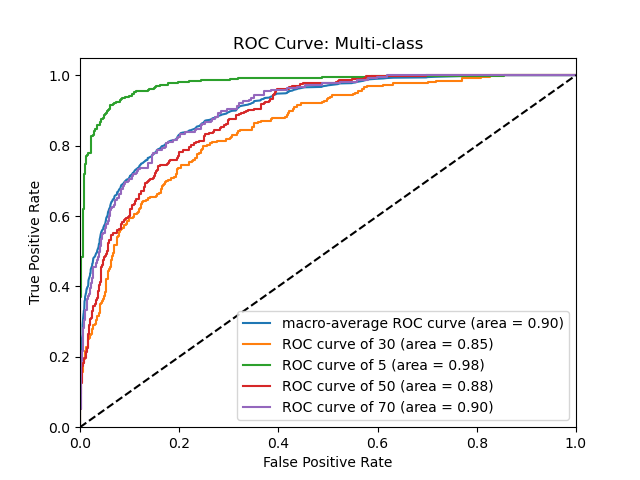 ROC Curve: Multi-class
True Positive Rate
1.0
0.8
0.6
0.4
0.2
0.0
macro-average ROC curve (area = 0.90)
ROC curve of 30 (area = 0.85)
ROC curve of 5 (area = 0.98)
ROC curve of 50 (area = 0.88)
ROC curve of 70 (area = 0.90)
0.0 0.2 0.4 0.6 0.8 1.0
False Positive Rate